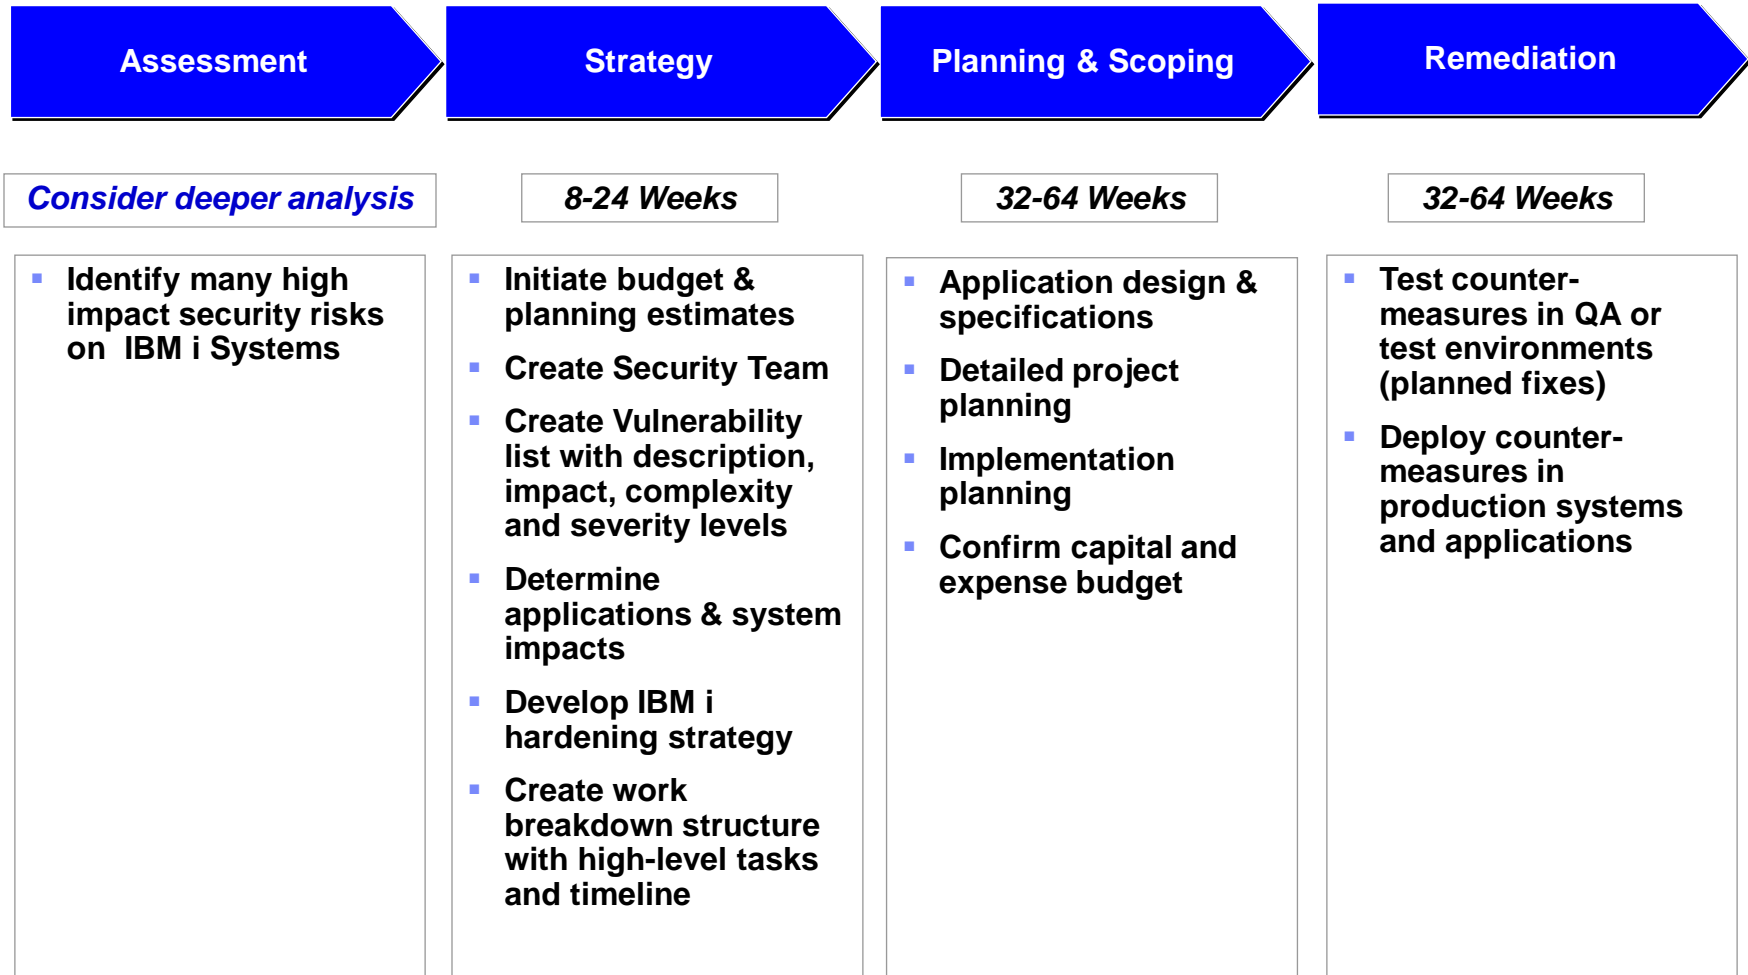 Assessment
Strategy
Planning & Scoping
Remediation
Consider deeper analysis
8-24 Weeks
32-64 Weeks
32-64 Weeks
Identify many high
impact security risks
on IBM i Systems
Initiate budget &
planning estimates
Create Security Team
Create Vulnerability
list with description,
impact, complexity
and severity levels
Determine
applications & system
impacts
Develop IBM i
hardening strategy
Create work
breakdown structure
with high-level tasks
and timeline
Application design &
specifications
Detailed project
planning
Implementation
planning
Confirm capital and
expense budget
Test counter-
measures in QA or
test environments
(planned fixes)
Deploy counter-
measures in
production systems
and applications